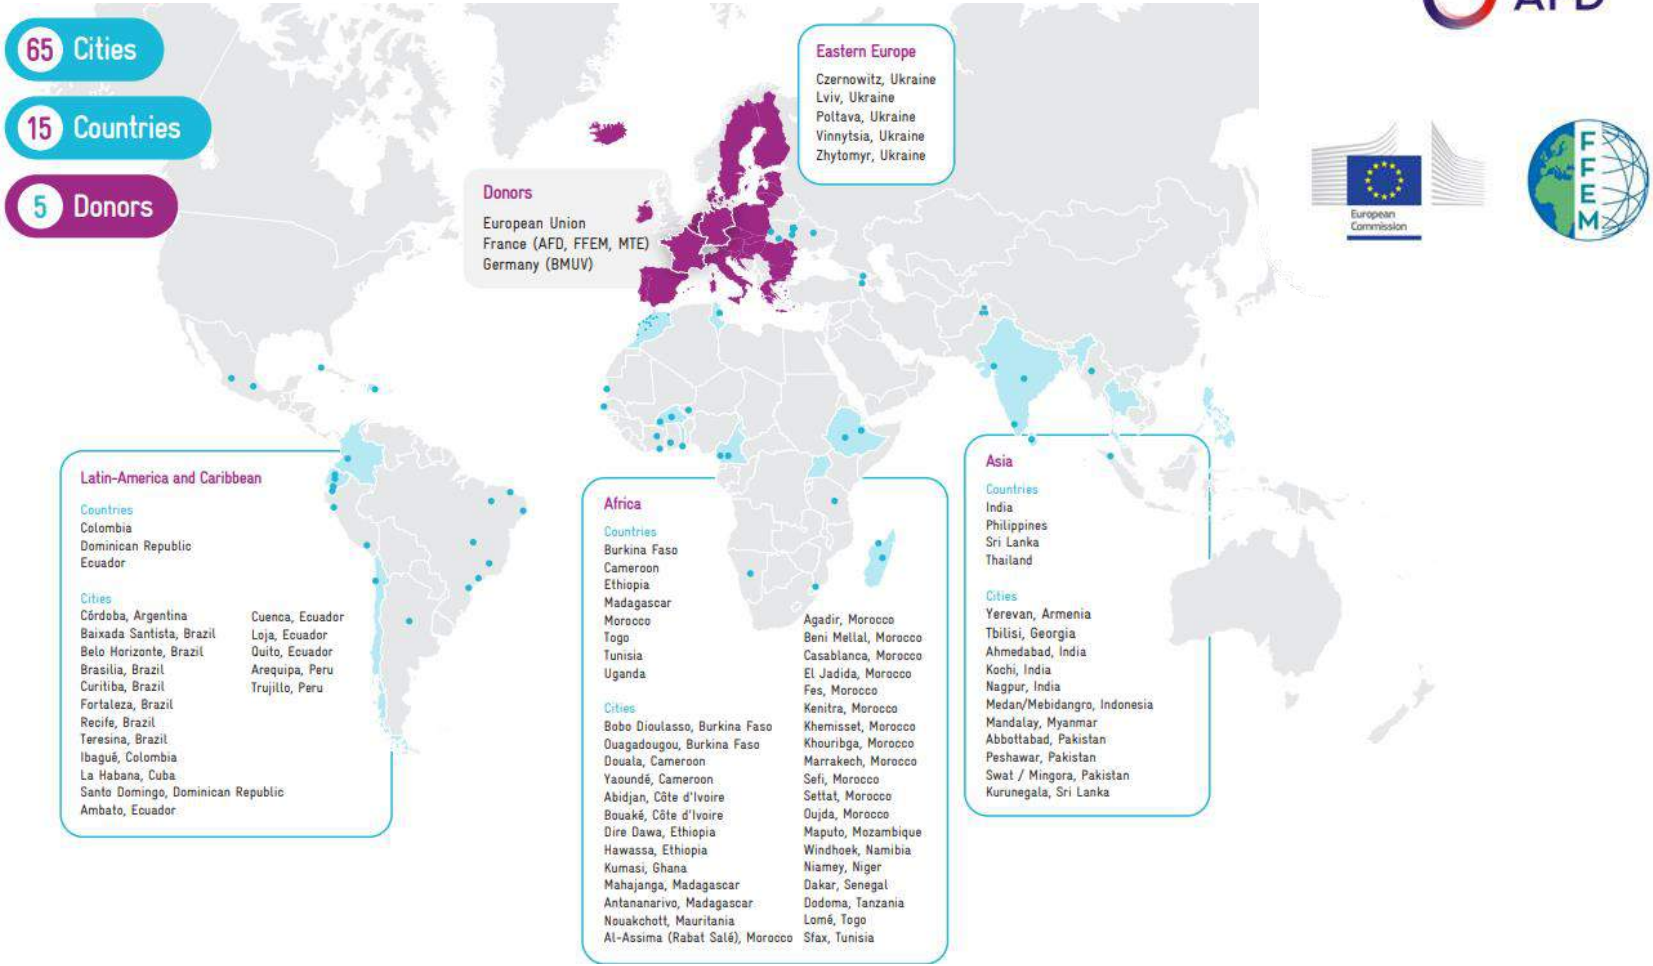 65 Cities
15 Countries
5 Donors
AFD
European
Commission
FFEM
Donors
European Union
France (AFD, FFEM, MTE)
Germany (BMUV)
Eastern Europe
Czernowitz, Ukraine
Lviv, Ukraine
Poltava, Ukraine
Vinnytsia, Ukraine
Zhytomyr, Ukraine
Latin-America and Caribbean
Countries
Colombia
Dominican Republic
Ecuador
Cities
Córdoba, Argentina
Baixada Santista, Brazil
Belo Horizonte, Brazil
Brasilia, Brazil
Curitiba, Brazil
Fortaleza, Brazil
Recife, Brazil
Teresina, Brazil
Ibagué, Colombia
La Habana, Cuba
Santo Domingo, Dominican Republic
Ambato, Ecuador
Cuenca, Ecuador
Loja, Ecuador
Quito, Ecuador
Arequipa, Peru
Trujillo, Peru
Africa
Countries
Burkina Faso
Cameroon
Ethiopia
Madagascar
Morocco
Togo
Tunisia
Uganda
Cities
Bobo Dioulasso, Burkina Faso
Ouagadougou, Burkina Faso
Douala, Cameroon
Yaoundé, Cameroon
Abidjan, Côte d'Ivoire
Bouaké, Côte d'Ivoire
Dire Dawa, Ethiopia
Hawassa, Ethiopia
Kumasi, Ghana
Mahajanga, Madagascar
Antananarivo, Madagascar
Nouakchott, Mauritania
Al-Assima (Rabat Salé), Morocco
Agadir, Morocco
Beni Mellal, Morocco
Casablanca, Morocco
El Jadida, Morocco
Fes, Morocco
Kenitra, Morocco
Khemisset, Morocco
Khouribga, Morocco
Marrakech, Morocco
Sefi, Morocco
Settat, Morocco
Oujda, Morocco
Maputo, Mozambique
Windhoek, Namibia
Niamey, Niger
Dakar, Senegal
Dodoma, Tanzania
Lomé, Togo
Sfax, Tunisia
Asia
Countries
India
Philippines
Sri Lanka
Thailand
Cities
Yerevan, Armenia
Tbilisi, Georgia
Ahmedabad, India
Kochi, India
Nagpur, India
Medan/Mebidangro, Indonesia
Mandalay, Myanmar
Abbottabad, Pakistan
Peshawar, Pakistan
Swat / Mingora, Pakistan
Kurunegala, Sri Lanka